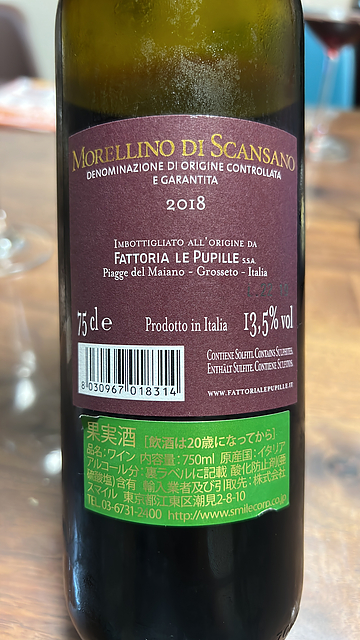 MORELLINO DI SCANSANO
DENOMINAZIONE DI ORIGINE CONTROLLATA
E GARANTITA
2018
IMBOTTIGLIATO ALL'ORIGINE DA
FATTORIA LE PUPILLE S.S.A.
Piagge del Maiano - Grosseto - Italia
75 cl e Prodotto in Italia 13,5% vol
CONTIENE SOLFITI. CONTAINS SULPHITES.
ENTHÄLT SULFITE. CONTIENE SULFITOS.
8 030967 018314
WWW.FATTORIALEPUPILLE.IT
果実酒 [飲酒は20歳になってから]
品名:ワイン 内容量:750ml 原産国:イタリア
アルコール分:裏ラベルに記載 酸化防止剤(亜
硫酸塩)含有 輸入業者及び引取先:株式会社
スマイル 東京都江東区潮見2-8-10
TEL.03-6731-2400 http://www.smilecorp.co.jp